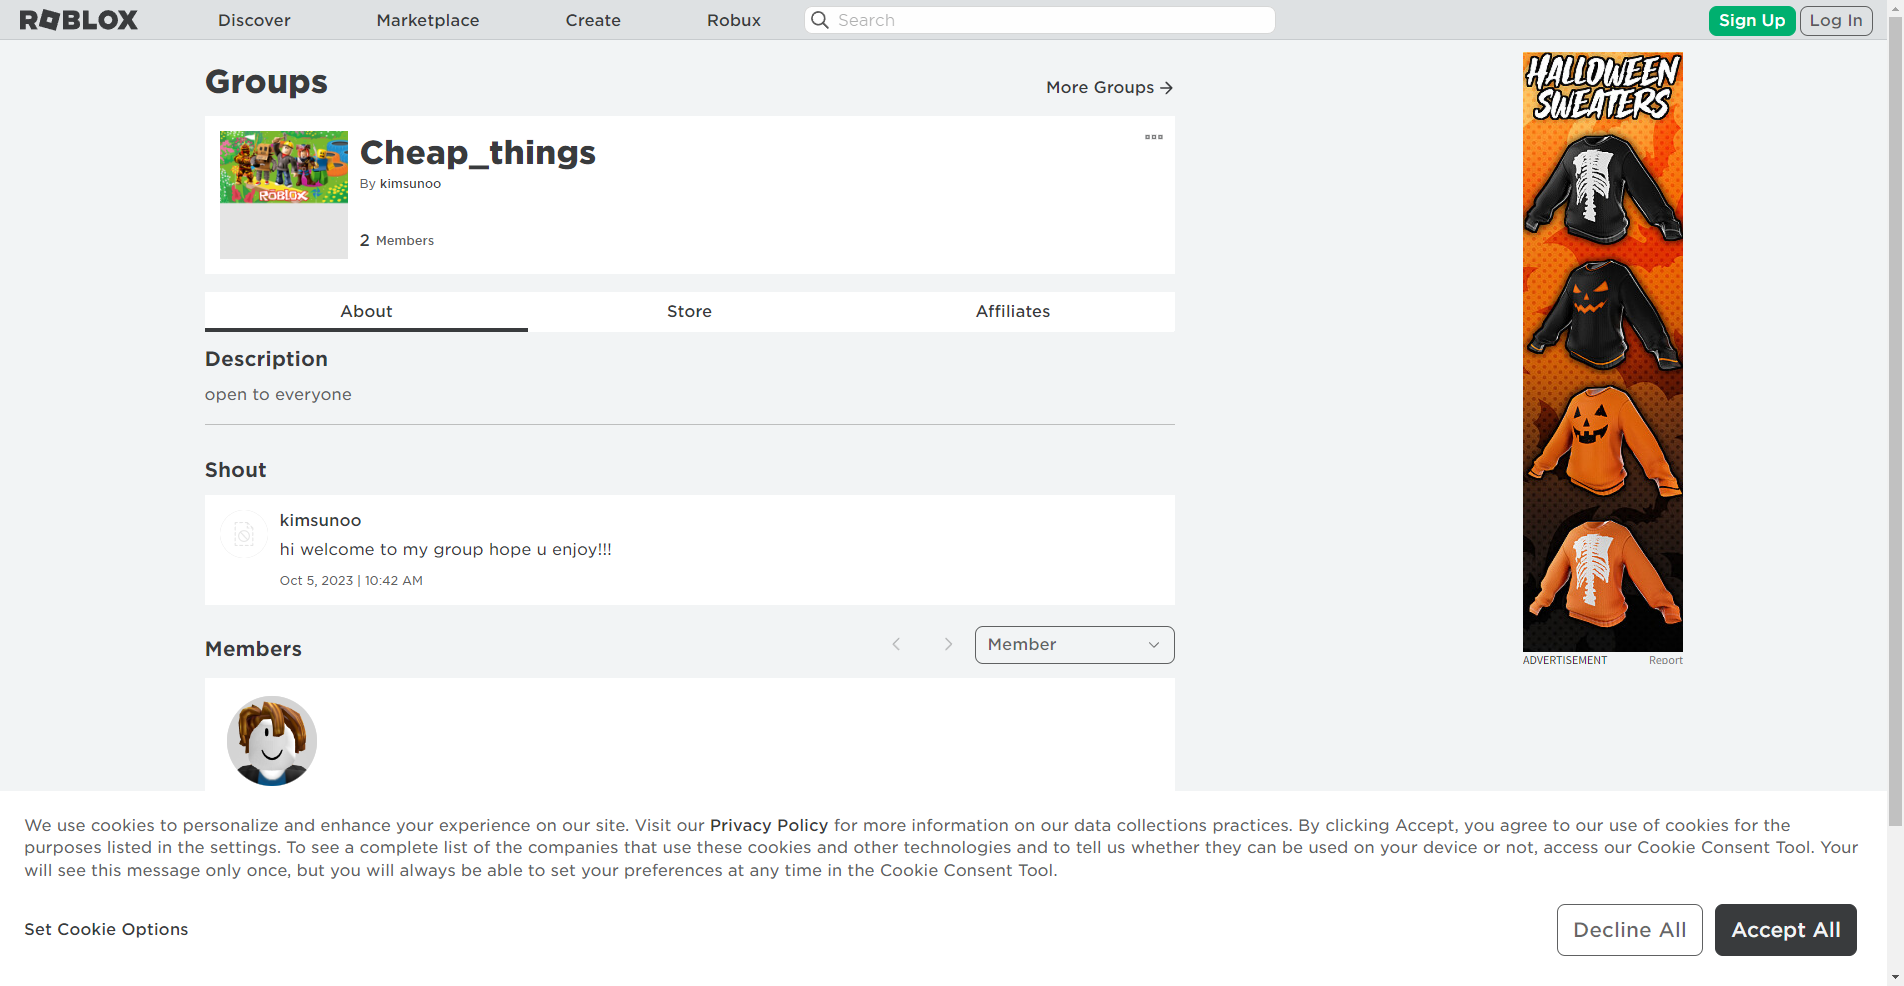 ROBLOX
Discover
Marketplace
Create
Robux
Search
Sign Up
Log In
Groups
More Groups
ROBLOX
Cheap_things
By kimsunoo
2 Members
About
Store
Affiliates
Description
open to everyone
Shout
kimsunoo
hi welcome to my group hope u enjoy!!!
Oct 5, 2023 | 10:42 AM
Members
Member
HALLOWEEN
SWEATERS
ADVERTISEMENT
Report
We use cookies to personalize and enhance your experience on our site. Visit our Privacy Policy for more information on our data collections practices. By clicking Accept, you agree to our use of cookies for the
purposes listed in the settings. To see a complete list of the companies that use these cookies and other technologies and to tell us whether they can be used on your device or not, access our Cookie Consent Tool. Your
will see this message only once, but you will always be able to set your preferences at any time in the Cookie Consent Tool.
Set Cookie Options
Decline All
Accept All